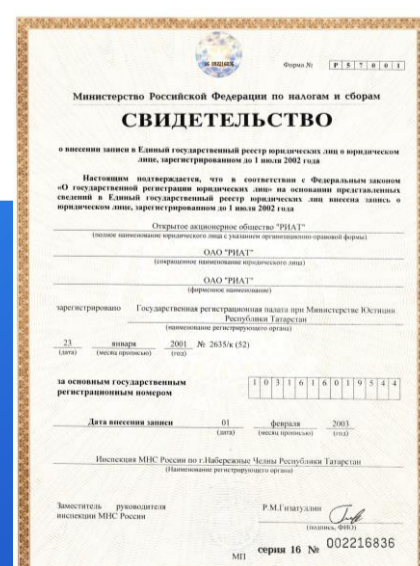 Форма № Р 5 7 0 0 1
Министерство Российской Федерации по налогам и сборам
СВИДЕТЕЛЬСТВО
о внесении записи в Единый государственный реестр юридических лиц о юридическом
лице, зарегистрированном до 1 июля 2002 года
Настоящим подтверждается, что в соответствии с Федеральным законом
«О государственной регистрации юридических лиц» на основании представленных
сведений в Единый государственный реестр юридических лиц внесена запись о
юридическом лице, зарегистрированном до 1 июля 2002 года
Открытое акционерное общество "РИАТ"
(полное наименование юридического лица с указанием организационно-правовой формы)
ОАО "РИАТ"
(сокращенное наименование юридического лица)
ОАО "РИАТ"
(фирменное наименование)
зарегистрировано Государственная регистрационная палата при Министерстве Юстиции
Республики Татарстан
(наименование регистрирующего органа)
23 января 2001 № 2635/к (52)
(дата) (месяц прописью) (год)
за основным государственным
регистрационным номером 1 0 3 1 6 1 6 0 1 9 5 4 4
Дата внесения записи 01 февраля 2003
(дата) (месяц прописью) (год)
Инспекция МНС России по г.Набережные Челны Республики Татарстан
(Наименование регистрирующего органа)
Заместитель руководителя
инспекции МНС России Р.М.Гизатуллин
(подпись, ФИО)
МП серия 16 № 002216836